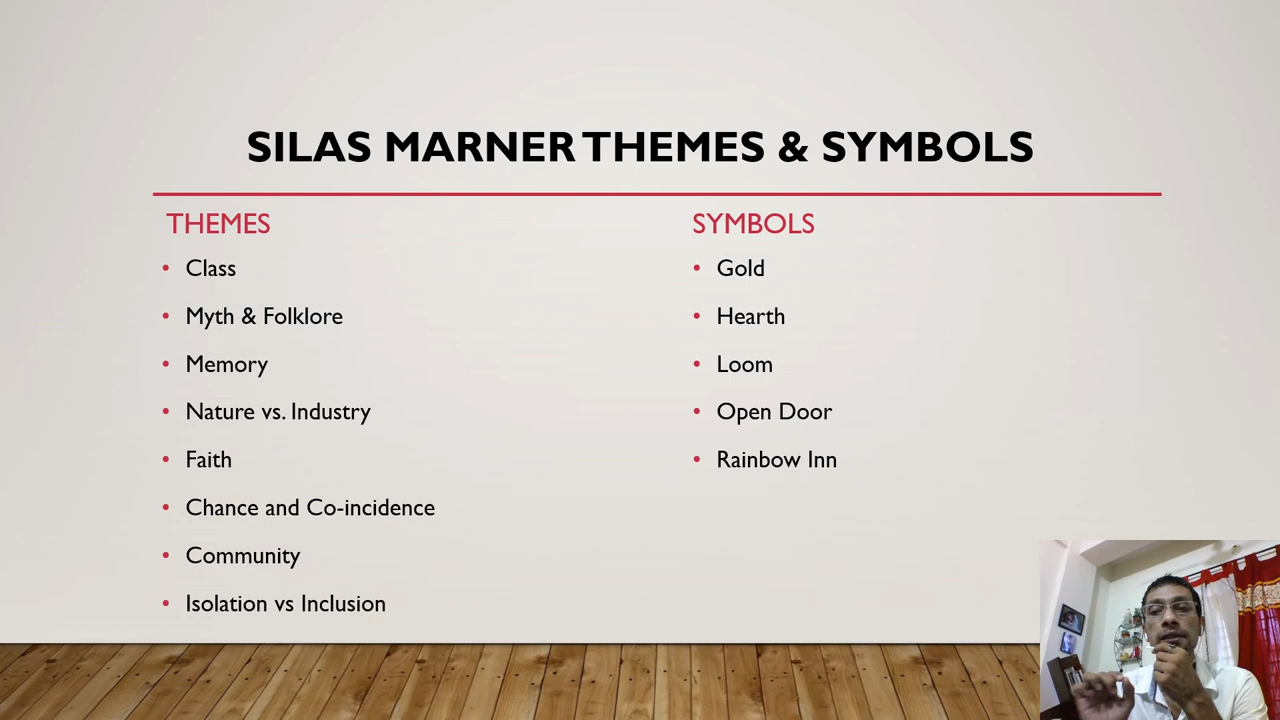 SILAS MARNER THEMES & SYMBOLS
THEMES
• Class
• Myth & Folklore
• Memory
• Nature vs. Industry
• Faith
• Chance and Co-incidence
• Community
• Isolation vs Inclusion
SYMBOLS
• Gold
• Hearth
• Loom
• Open Door
• Rainbow Inn